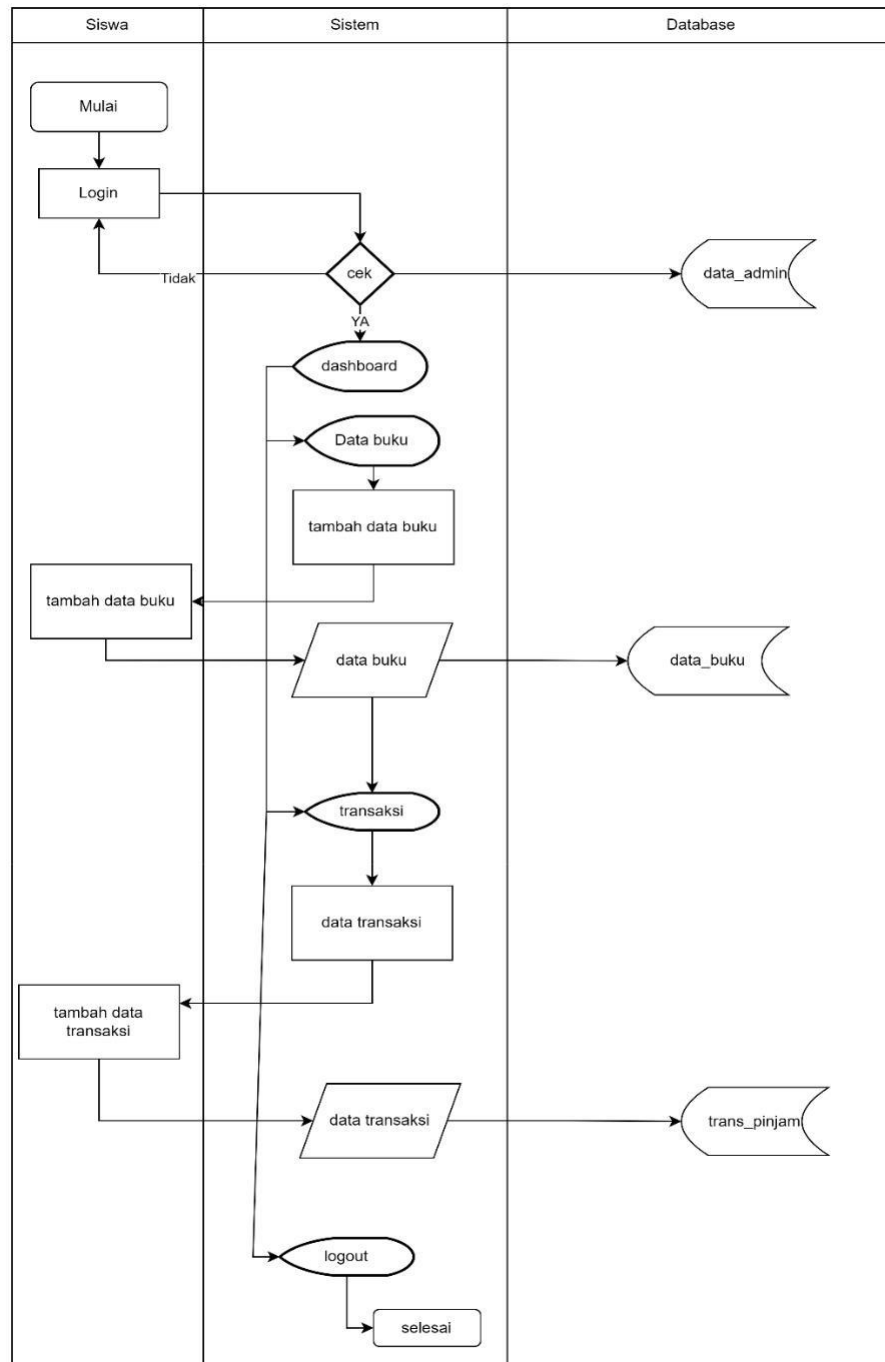 Siswa
Sistem
Database
Mulai
Login
cek
Tidak
data_admin
YA
dashboard
Data buku
tambah data buku
tambah data buku
data buku
data_buku
transaksi
data transaksi
tambah data
transaksi
data transaksi
trans_pinjam
logout
selesai